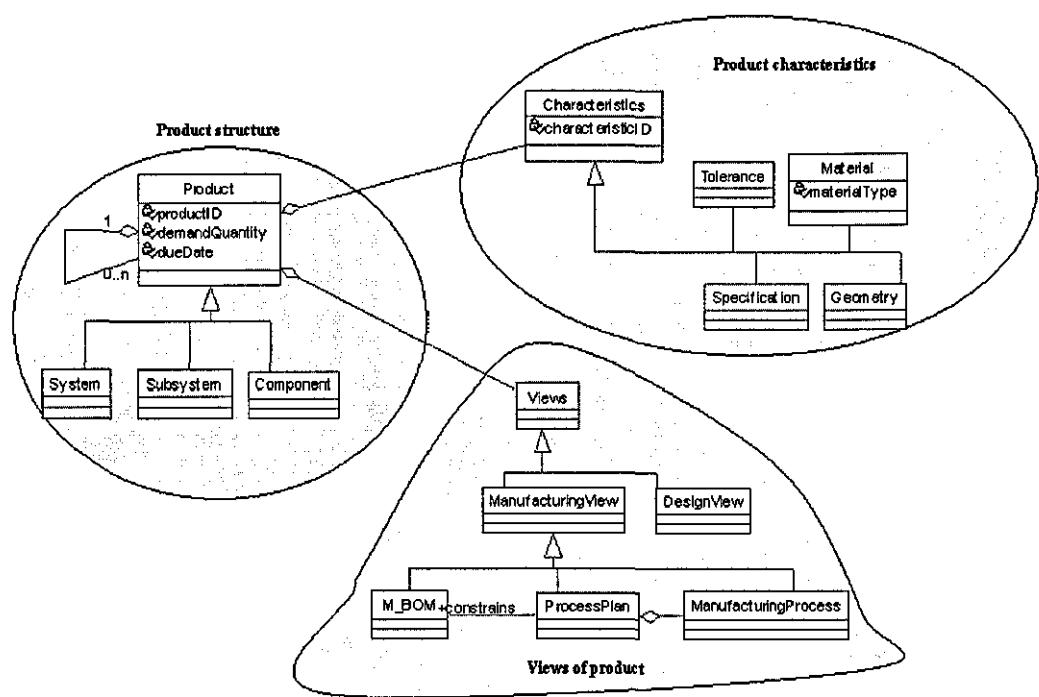 Product characteristics
Characteristics
characteristicID
Tolerance
Material
materialType
Specification
Geometry
Product structure
Product
productID
demandQuantity
dueDate
1
0..n
System
Subsystem
Component
Views
ManufacturingView
DesignView
M_BOM
+constrains
ProcessPlan
ManufacturingProcess
Views of product